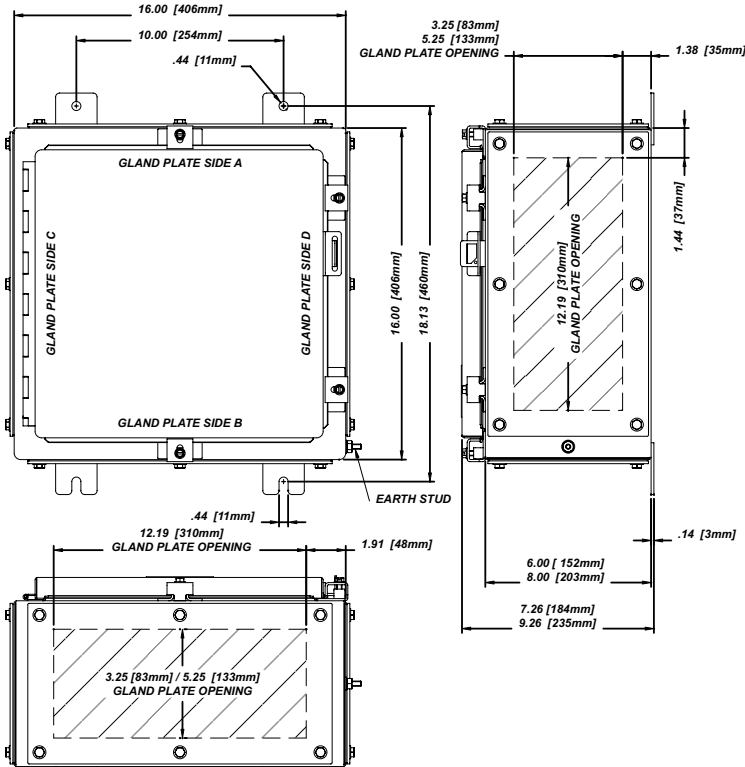 16.00 [406mm]
10.00 [254mm]
.44 [11mm]
3.25 [83mm]
5.25 [133mm]
GLAND PLATE OPENING
1.38 [35mm]
GLAND PLATE SIDE A
GLAND PLATE SIDE C
GLAND PLATE SIDE D
GLAND PLATE SIDE B
16.00 [406mm]
18.13 [460mm]
12.19 [310mm]
GLAND PLATE OPENING
1.44 [37mm]
EARTH STUD
.44 [11mm]
12.19 [310mm]
GLAND PLATE OPENING
1.91 [48mm]
.14 [3mm]
6.00 [ 152mm]
8.00 [203mm]
7.26 [184mm]
9.26 [235mm]
3.25 [83mm] / 5.25 [133mm]
GLAND PLATE OPENING